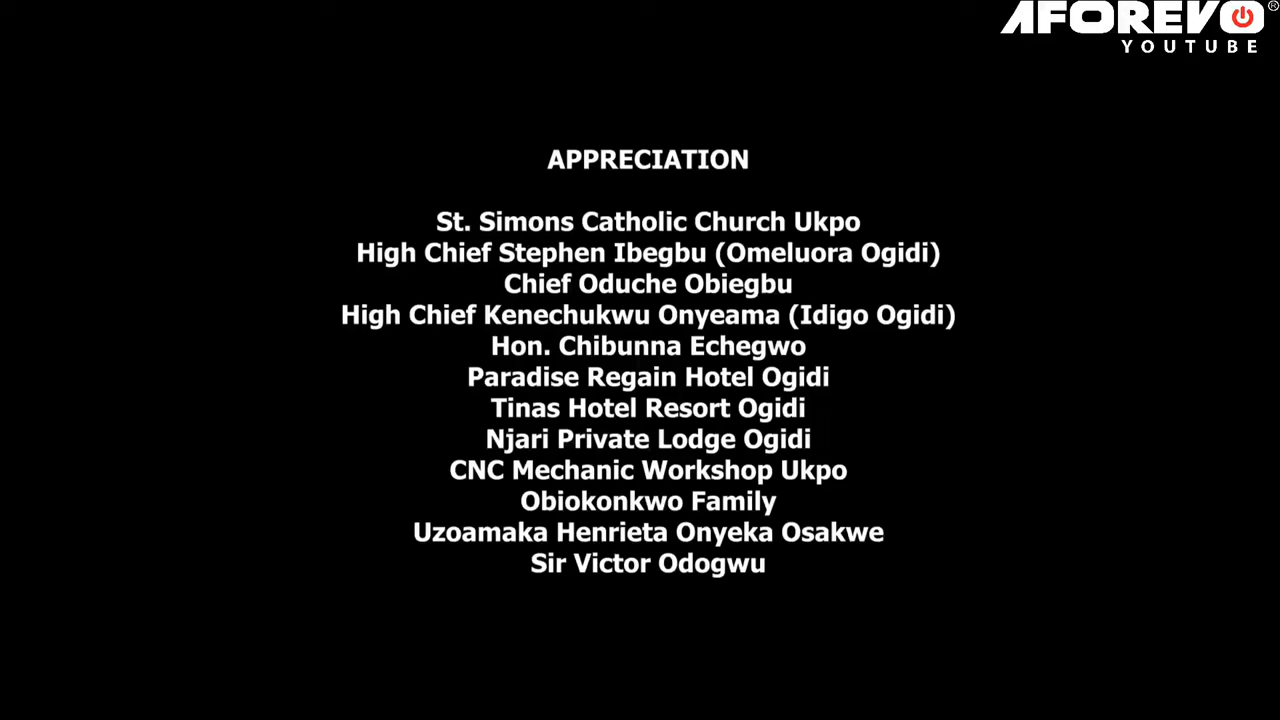 AFOREVO®
YOUTUBE
APPRECIATION
St. Simons Catholic Church Ukpo
High Chief Stephen Ibegbu (Omeluora Ogidi)
Chief Oduche Obiegbu
High Chief Kenechukwu Onyeama (Idigo Ogidi)
Hon. Chibunna Echegwo
Paradise Regain Hotel Ogidi
Tinas Hotel Resort Ogidi
Njari Private Lodge Ogidi
CNC Mechanic Workshop Ukpo
Obiokonkwo Family
Uzoamaka Henrieta Onyeka Osakwe
Sir Victor Odogwu